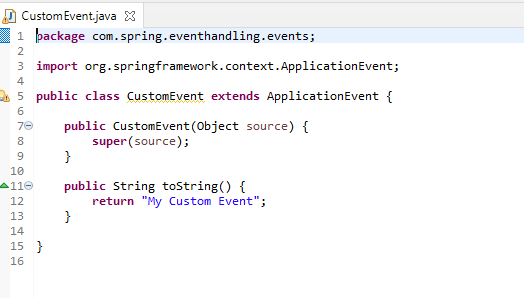 CustomEvent.java
1 package com.spring.eventhandling.events;
2
3 import org.springframework.context.ApplicationEvent;
4
5 public class CustomEvent extends ApplicationEvent {
6
7     public CustomEvent(Object source) {
8         super(source);
9     }
10
11     public String toString() {
12         return "My Custom Event";
13     }
14
15 }
16